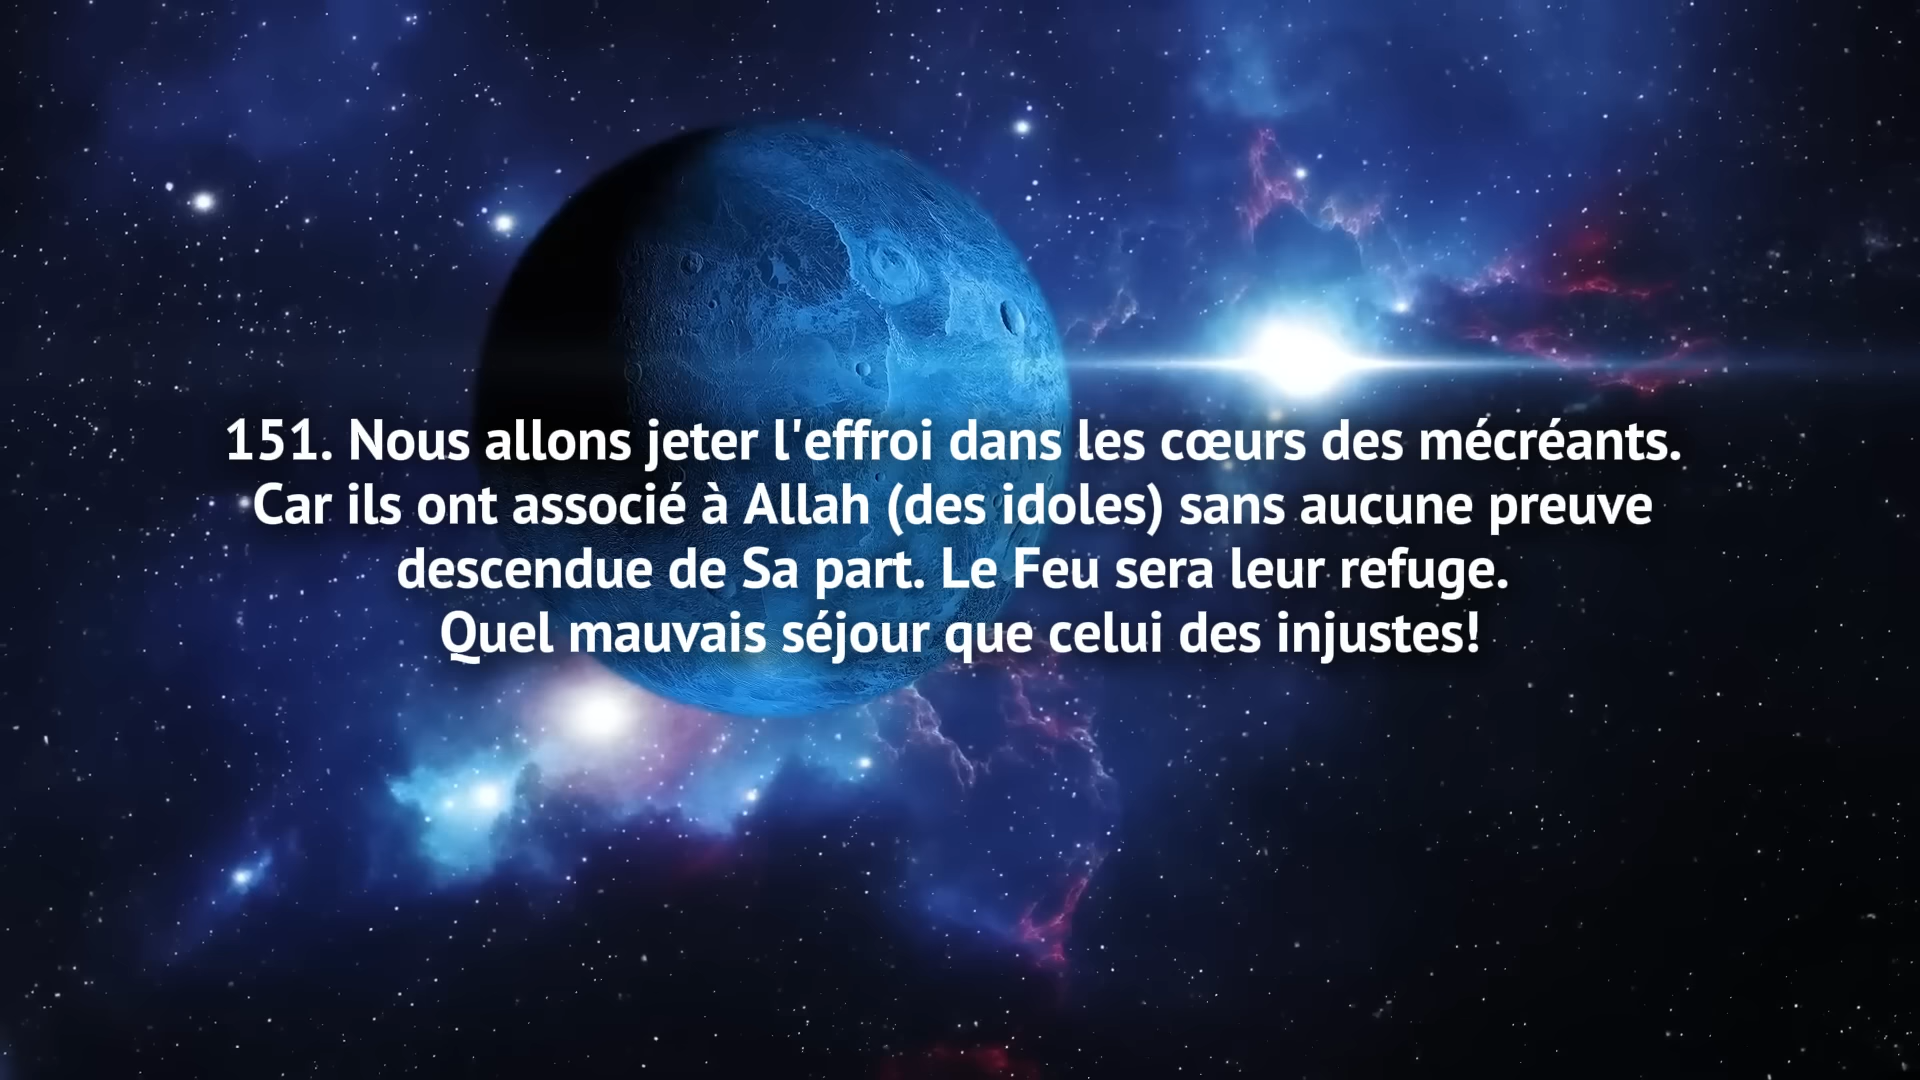 151. Nous allons jeter l'effroi dans les cœurs des mécréants.
Car ils ont associé à Allah (des idoles) sans aucune preuve
descendue de Sa part. Le Feu sera leur refuge.
Quel mauvais séjour que celui des injustes!